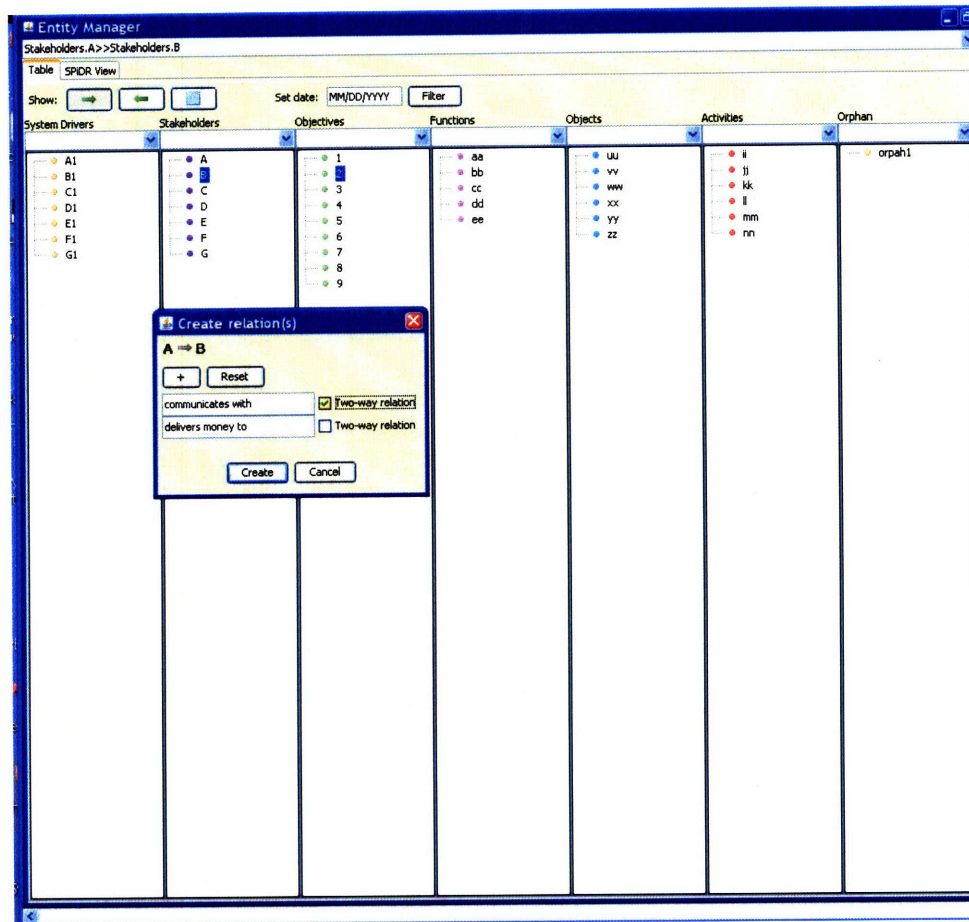 Entity Manager
Stakeholders.A>>Stakeholders.B
Table SPiDR View
Show: Set date: MM/DD/YYYY Filter
System Drivers Stakeholders Objectives Functions Objects Activities Orphan
A1 A 1 aa uu ii orpah1
B1 B 2 bb vv jj
C1 C 3 cc ww kk
D1 D 4 dd xx ll
E1 E 5 ee yy mm
F1 F 6 zz nn
G1 G 7
8
9
Create relation(s)
A B
+ Reset
communicates with Two-way relation
delivers money to Two-way relation
Create Cancel